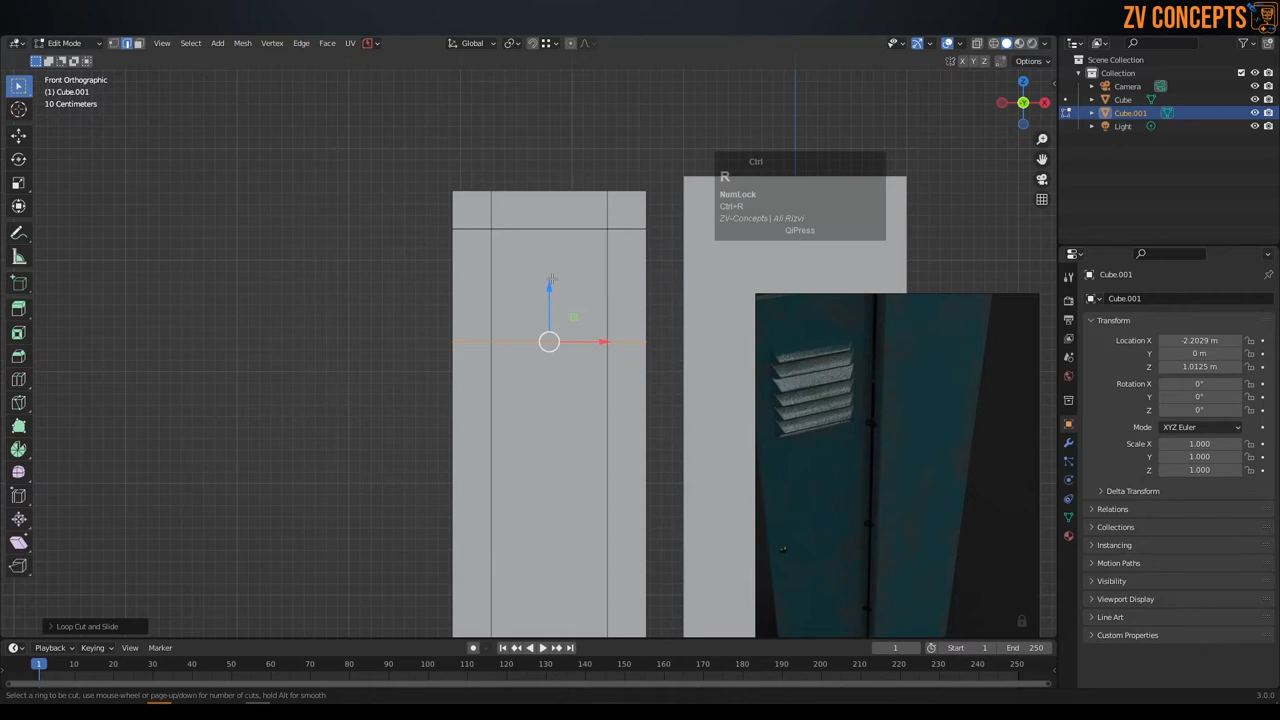 ZV CONCEPTS
Edit Mode
View
Select
Add
Mesh
Vertex
Edge
Face
UV
Global
Options
X
Y
Z
Front Orthographic
(1) Cube.001
10 Centimeters
Z
X
-Y
Ctrl
R
NumLock
Ctrl+R
ZV-Concepts | Ali Rizvi
QiPress
Loop Cut and Slide
Scene Collection
Collection
Camera
Cube
Cube.001
Light
Cube.001
Cube.001
Transform
Location X
-2.2029 m
Y
0 m
Z
1.0125 m
Rotation X
0°
Y
0°
Z
0°
Mode
XYZ Euler
Scale X
1.000
Y
1.000
Z
1.000
Delta Transform
Relations
Collections
Instancing
Motion Paths
Visibility
Viewport Display
Line Art
Custom Properties
Playback
Keying
View
Marker
1
Start
1
End
250
1
10
20
30
40
50
60
70
80
90
100
110
120
130
140
150
160
170
180
190
200
210
220
230
240
250
Select a ring to be cut, use mouse-wheel or page-up/down for number of cuts, hold Alt for smooth
3.0.0